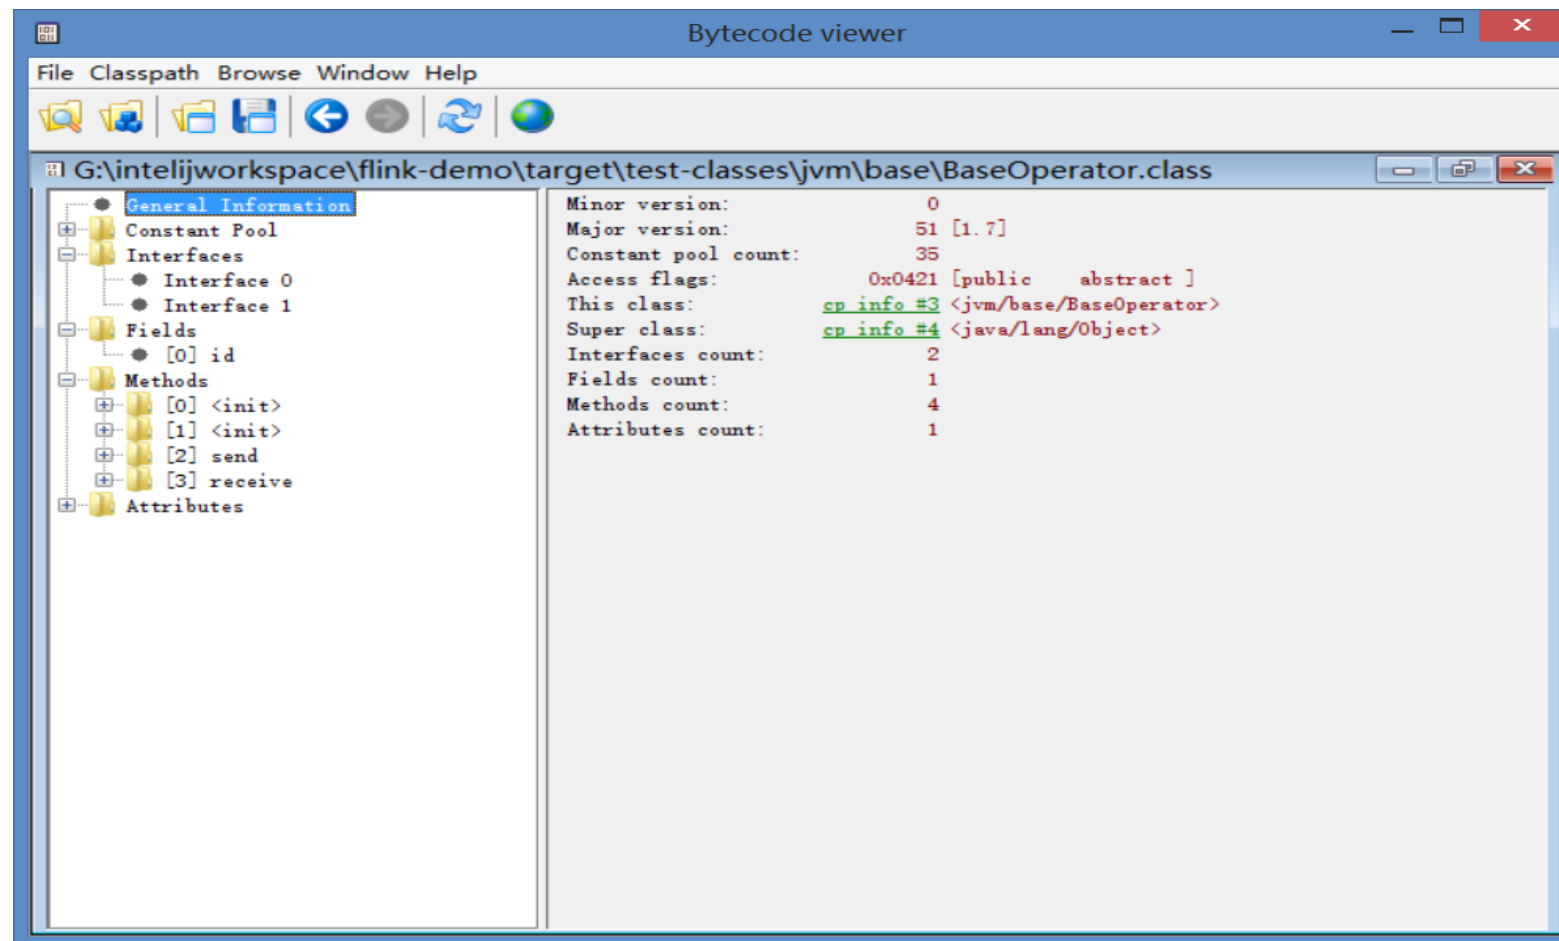 Bytecode viewer
File Classpath Browse Window Help
G:\intelijworkspace\flink-demo\target\test-classes\jvm\base\BaseOperator.class
General Information
Constant Pool
Interfaces
Interface 0
Interface 1
Fields
[0] id
Methods
[0] <init>
[1] <init>
[2] send
[3] receive
Attributes
Minor version: 0
Major version: 51 [1.7]
Constant pool count: 35
Access flags: 0x0421 [public abstract ]
This class: cp info #3 <jvm/base/BaseOperator>
Super class: cp info #4 <java/lang/Object>
Interfaces count: 2
Fields count: 1
Methods count: 4
Attributes count: 1